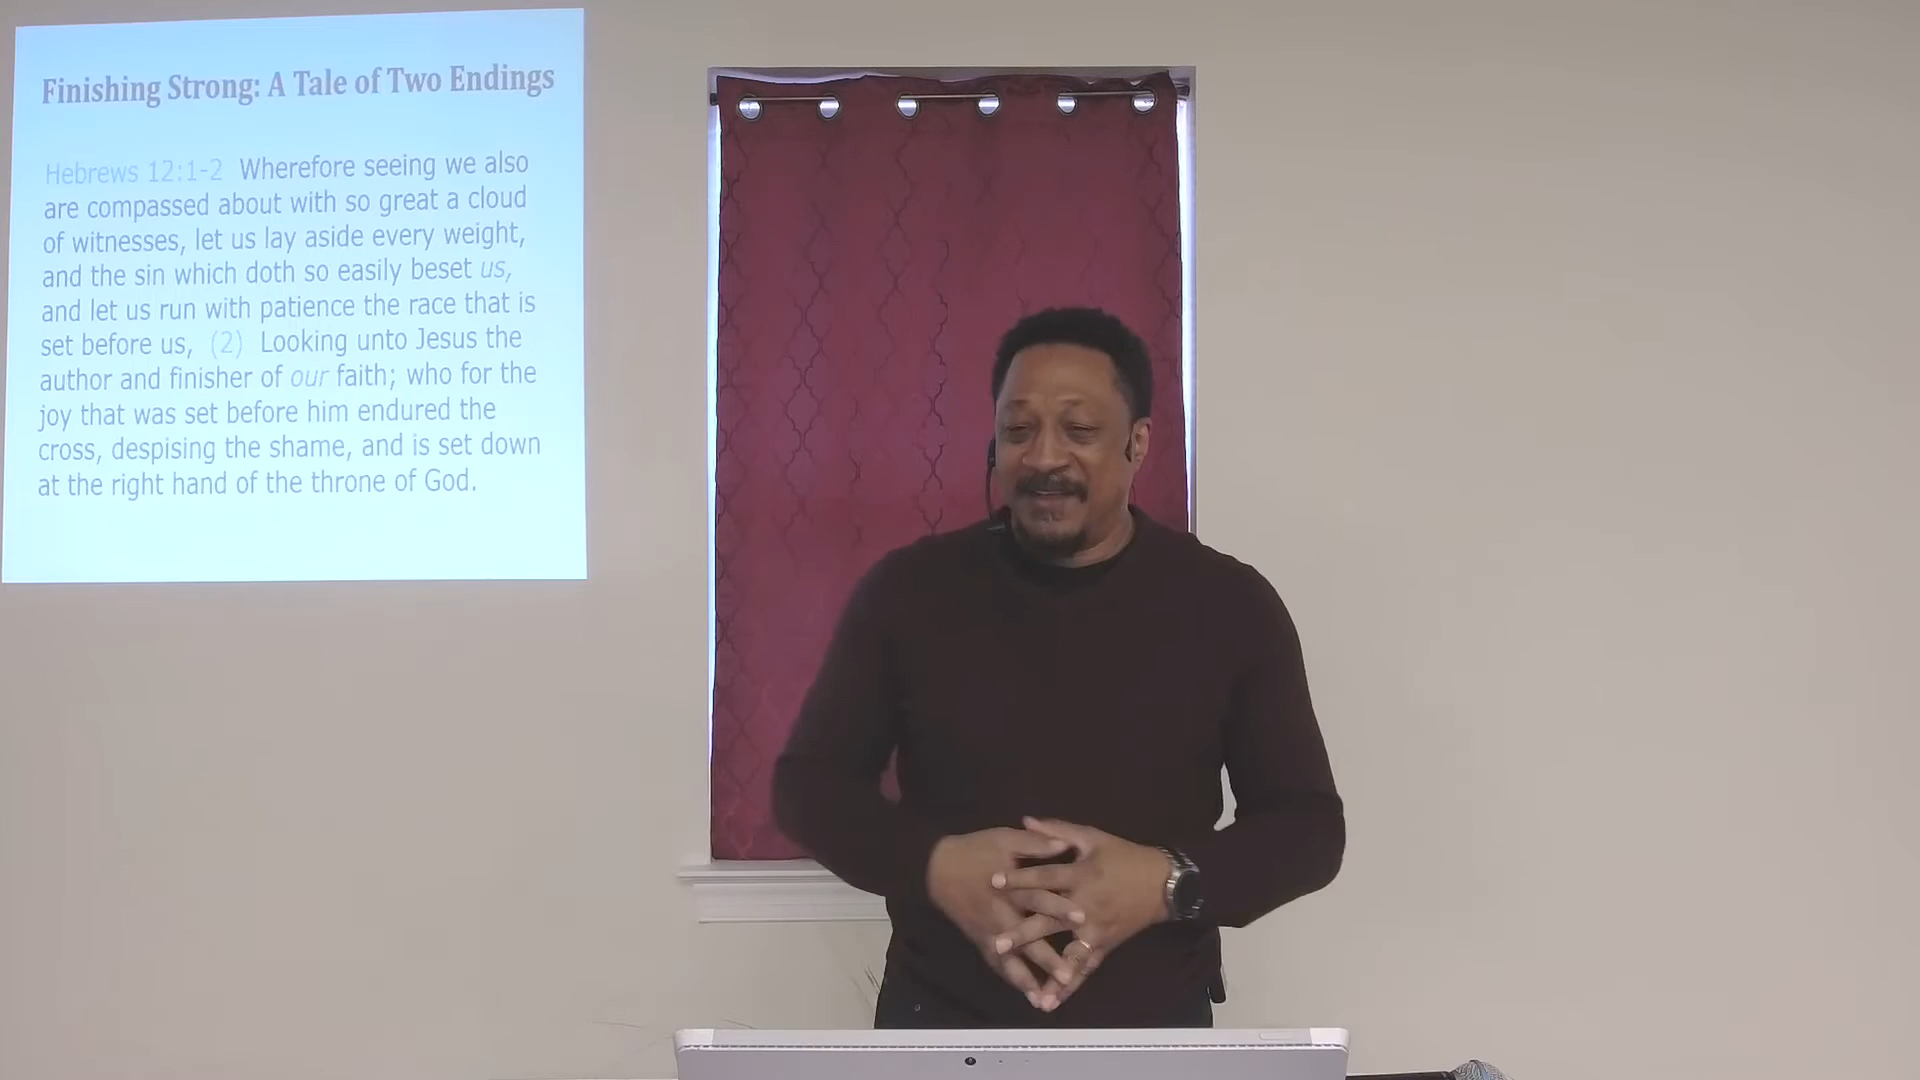 Finishing Strong: A Tale of Two Endings
Hebrews 12:1-2 Wherefore seeing we also
are compassed about with so great a cloud
of witnesses, let us lay aside every weight,
and the sin which doth so easily beset us,
and let us run with patience the race that is
set before us, (2) Looking unto Jesus the
author and finisher of our faith; who for the
joy that was set before him endured the
cross, despising the shame, and is set down
at the right hand of the throne of God.